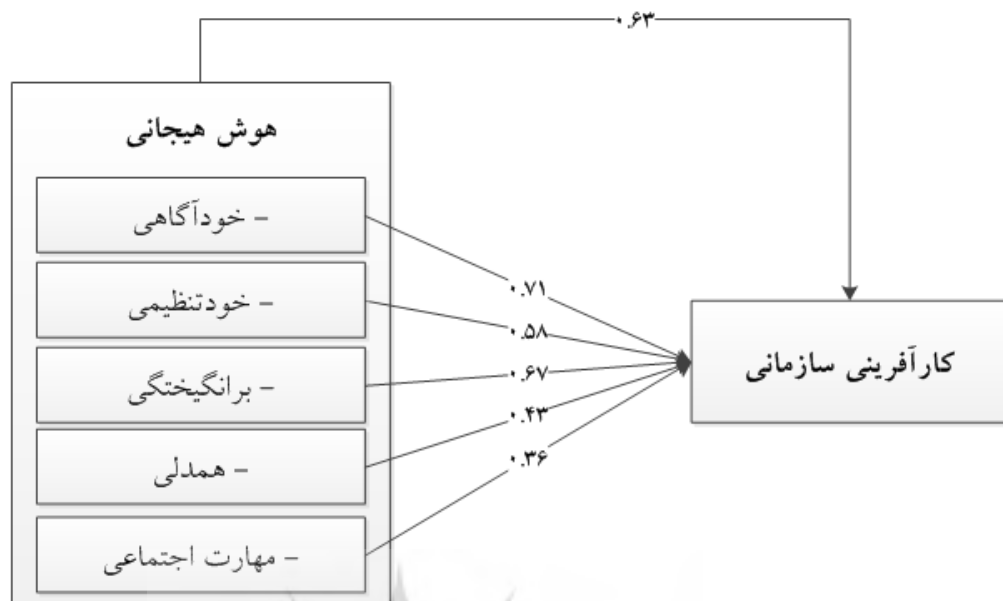 ۰.۶۳
هوش هیجانی
- خودآگاهی
- خودتنظیمی
- برانگیختگی
- همدلی
- مهارت اجتماعی
۰.۷۱
۰.۵۸
۰.۶۷
۰.۴۳
۰.۳۶
کارآفرینی سازمانی